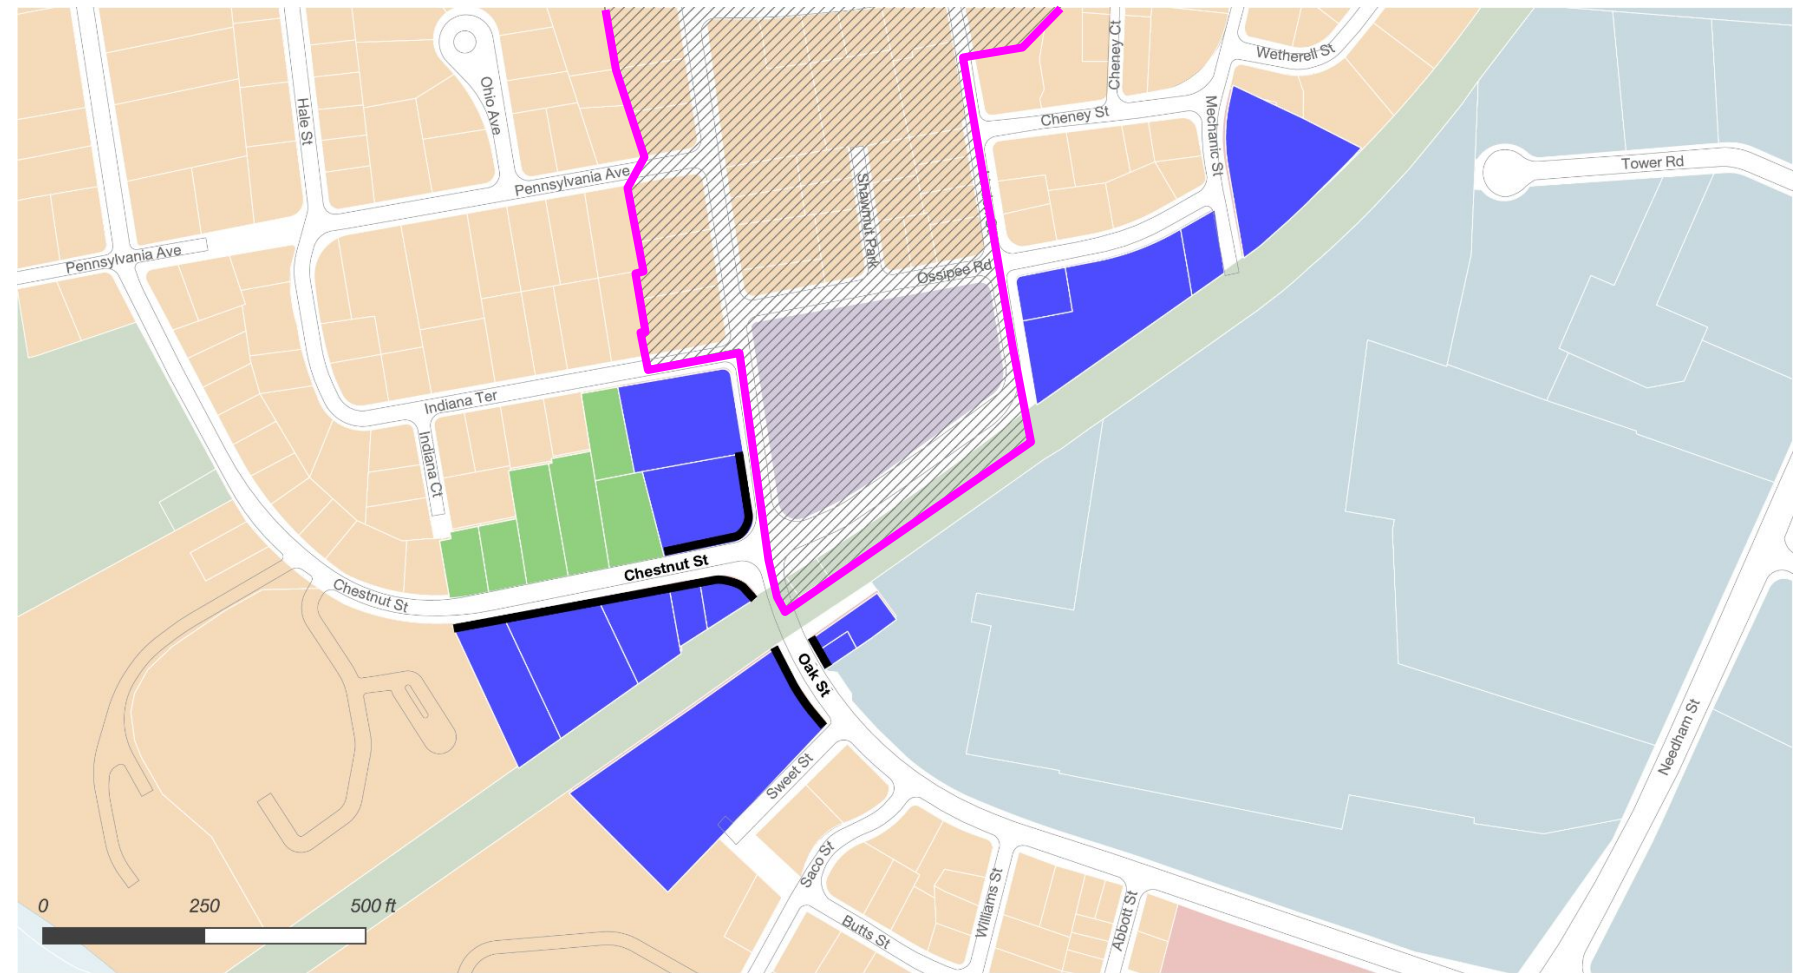 Wetherell St
Cheney Ct
Hale St
Ohio Ave
Cheney St
Mechanic St
Tower Rd
Pennsylvania Ave
Shawmut Park
Pennsylvania Ave
Ossipee Rd
Indiana Ter
Indiana Ct
Chestnut St
Chestnut St
Oak St
Needham St
Sweet St
Saco St
Williams St
Abbott St
Butts St
0 250 500 ft